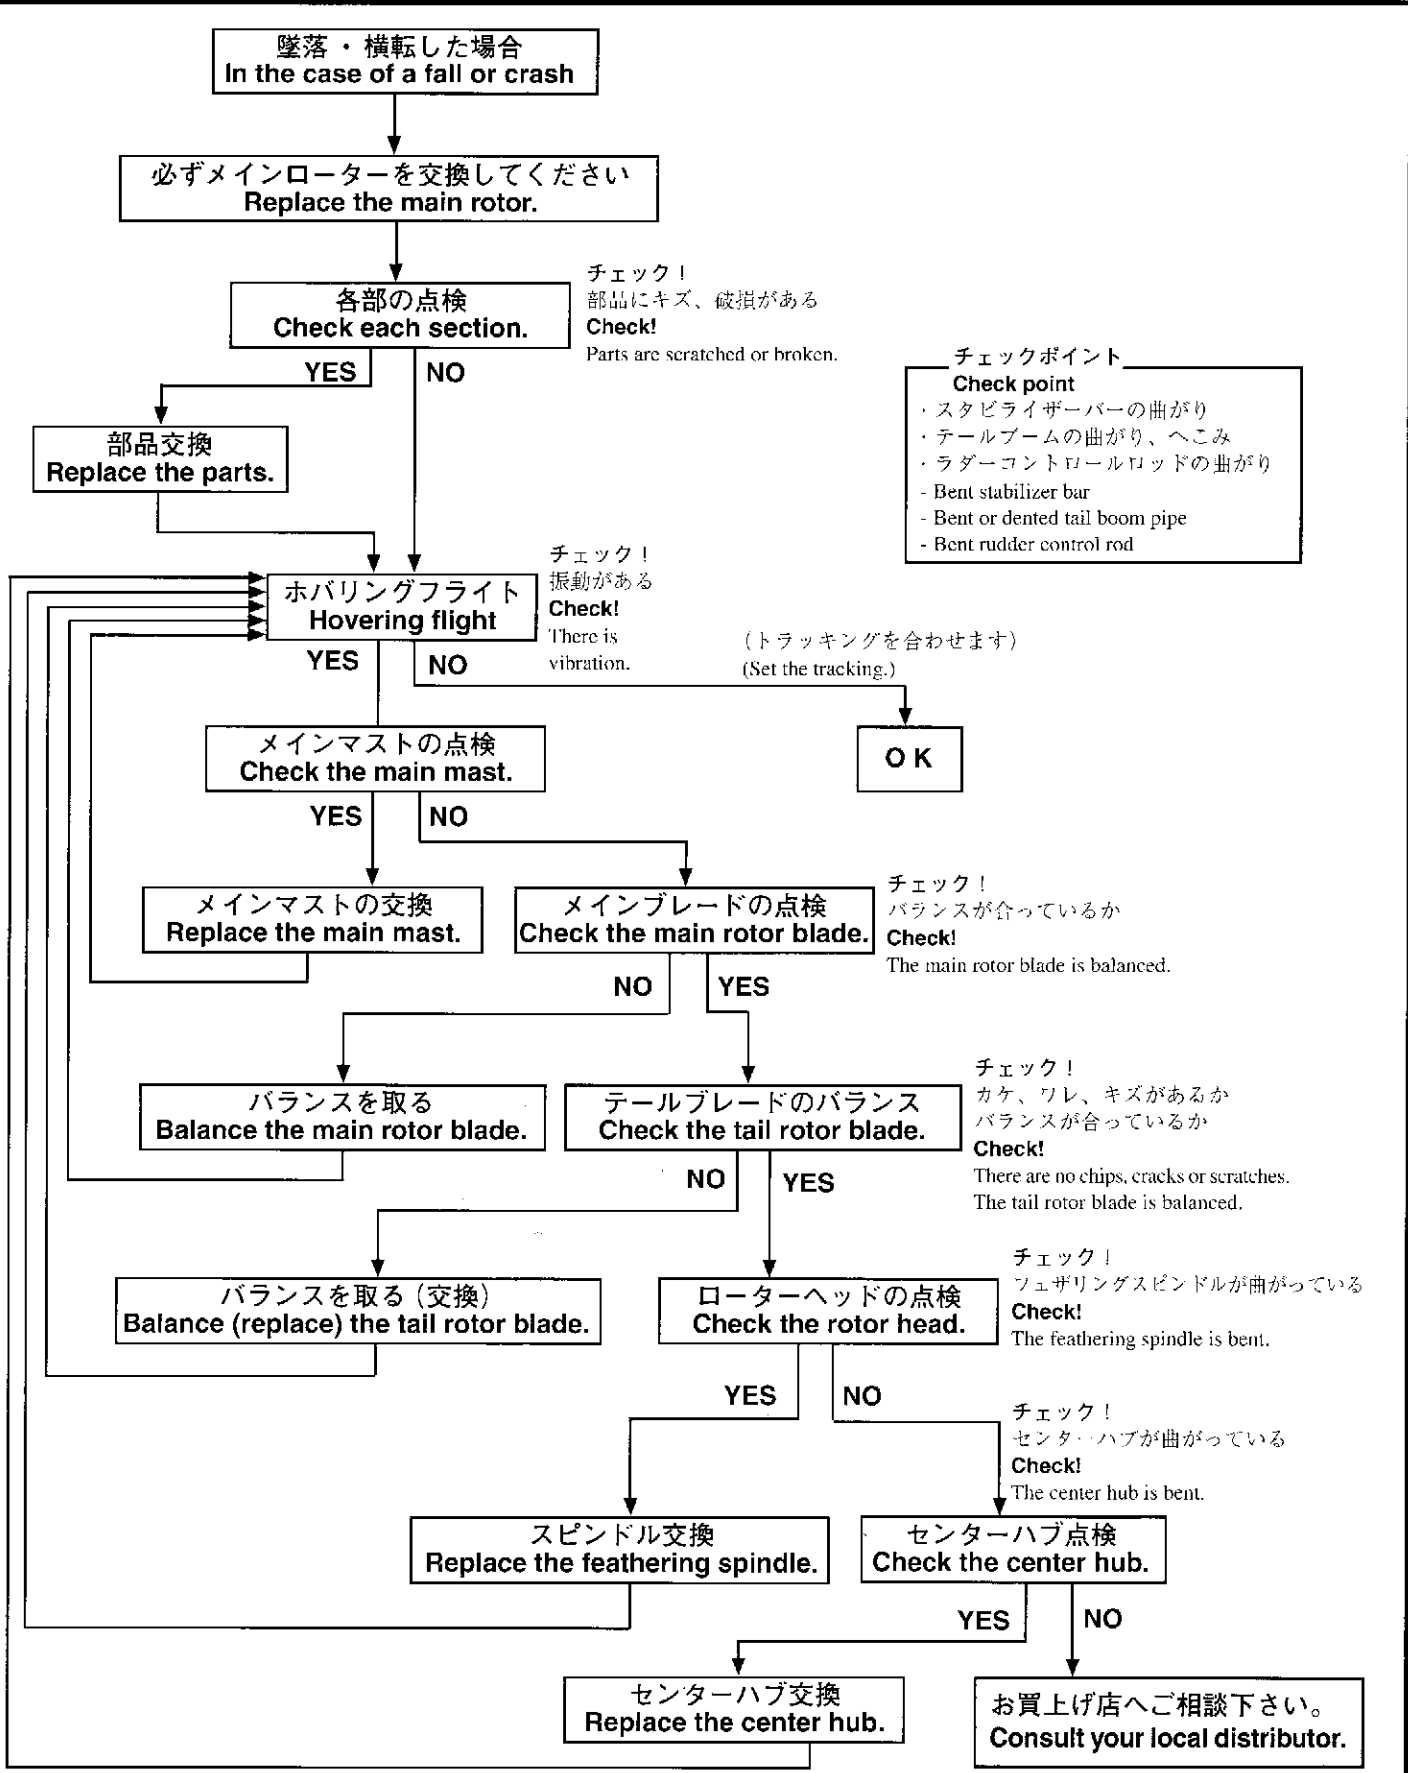 墜落・横転した場合
In the case of a fall or crash
必ずメインローターを交換してください
Replace the main rotor.
各部の点検
Check each section.
チェック！
部品にキズ、破損がある
Check!
Parts are scratched or broken.
YES
NO
チェックポイント
Check point
・スタビライザーバーの曲がり
・テールブームの曲がり、へこみ
・ラダーコントロールロッドの曲がり
- Bent stabilizer bar
- Bent or dented tail boom pipe
- Bent rudder control rod
部品交換
Replace the parts.
ホバリングフライト
Hovering flight
チェック！
振動がある
Check!
There is
vibration.
YES
NO
(トラッキングを合わせます)
(Set the tracking.)
メインマストの点検
Check the main mast.
OK
YES
NO
メインマストの交換
Replace the main mast.
メインブレードの点検
Check the main rotor blade.
チェック！
バランスが合っているか
Check!
The main rotor blade is balanced.
NO
YES
バランスを取る
Balance the main rotor blade.
テールブレードのバランス
Check the tail rotor blade.
チェック！
カケ、ワレ、キズがあるか
バランスが合っているか
Check!
There are no chips, cracks or scratches.
The tail rotor blade is balanced.
NO
YES
バランスを取る (交換)
Balance (replace) the tail rotor blade.
ローターヘッドの点検
Check the rotor head.
チェック！
フェザリングスピンドルが曲がっている
Check!
The feathering spindle is bent.
YES
NO
チェック！
センターハブが曲がっている
Check!
The center hub is bent.
スピンドル交換
Replace the feathering spindle.
センターハブ点検
Check the center hub.
YES
NO
センターハブ交換
Replace the center hub.
お買上げ店へご相談下さい。
Consult your local distributor.